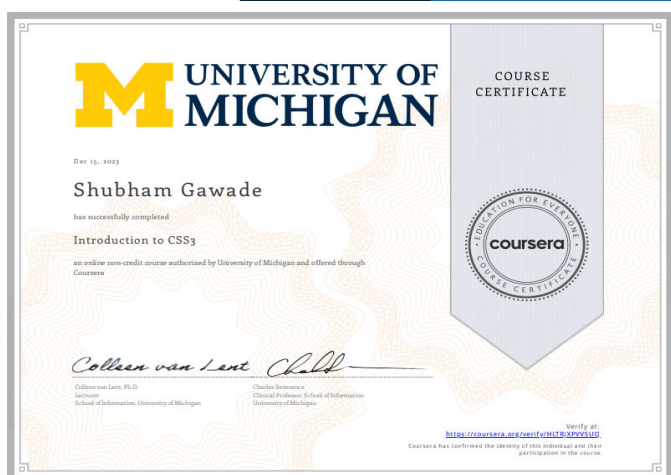 UNIVERSITY OF
MICHIGAN
COURSE
CERTIFICATE
Dec 15, 2023
Shubham Gawade
has successfully completed
Introduction to CSS3
an online non-credit course authorized by University of Michigan and offered through
Coursera
EDUCATION FOR EVERYONE
coursera
COURSE CERTIFICATE
Colleen van Lent
Colleen van Lent, Ph.D.
Lecturer
School of Information, University of Michigan
Charles Severance
Clinical Professor, School of Information
University of Michigan
Verify at:
https://coursera.org/verify/HLTRJXPVVSUQ
Coursera has confirmed the identity of this individual and their
participation in the course.